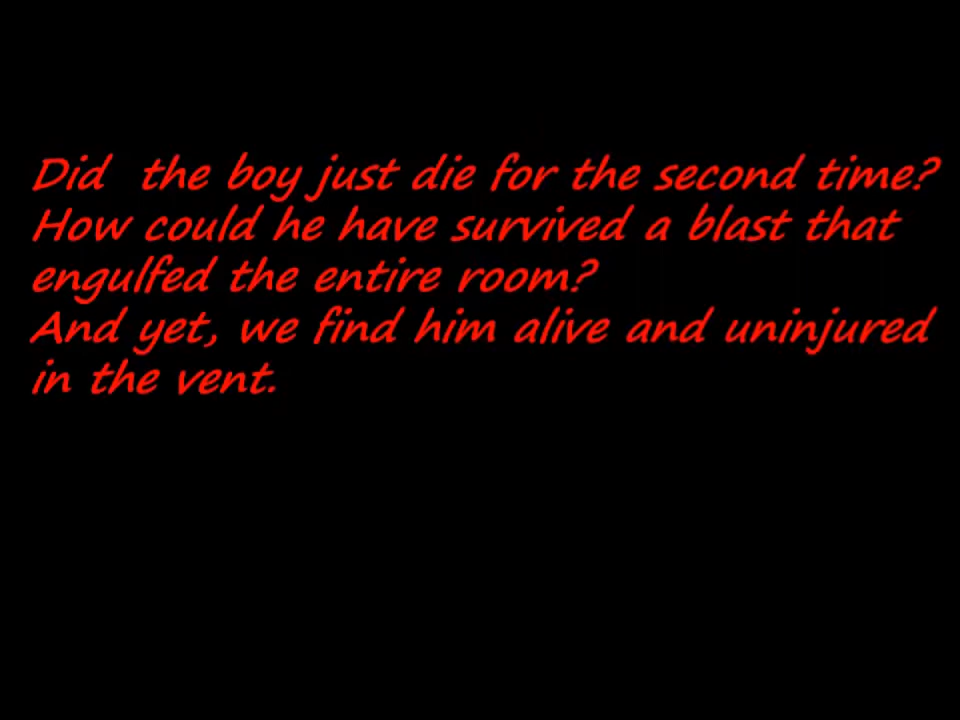 Did  the boy just die for the second time?
How could he have survived a blast that
engulfed the entire room?
And yet, we find him alive and uninjured
in the vent.